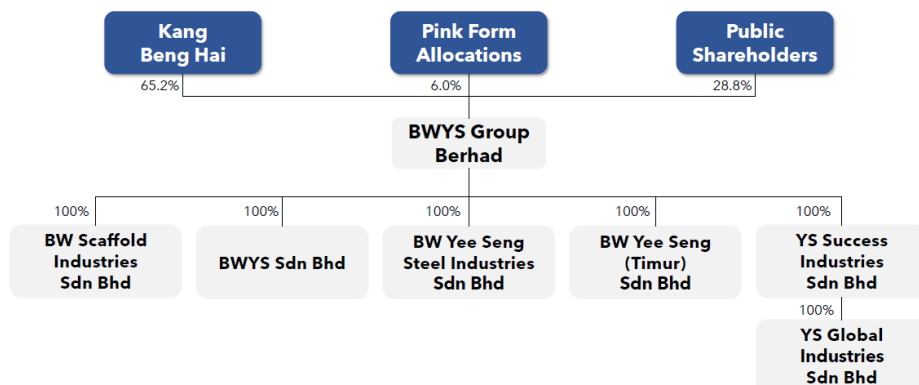 Kang
Beng Hai
Pink Form
Allocations
Public
Shareholders
65.2%
6.0%
28.8%
BWYS Group
Berhad
100%
100%
100%
100%
100%
BW Scaffold
Industries
Sdn Bhd
BWYS Sdn Bhd
BW Yee Seng
Steel Industries
Sdn Bhd
BW Yee Seng
(Timur)
Sdn Bhd
YS Success
Industries
Sdn Bhd
100%
YS Global
Industries
Sdn Bhd